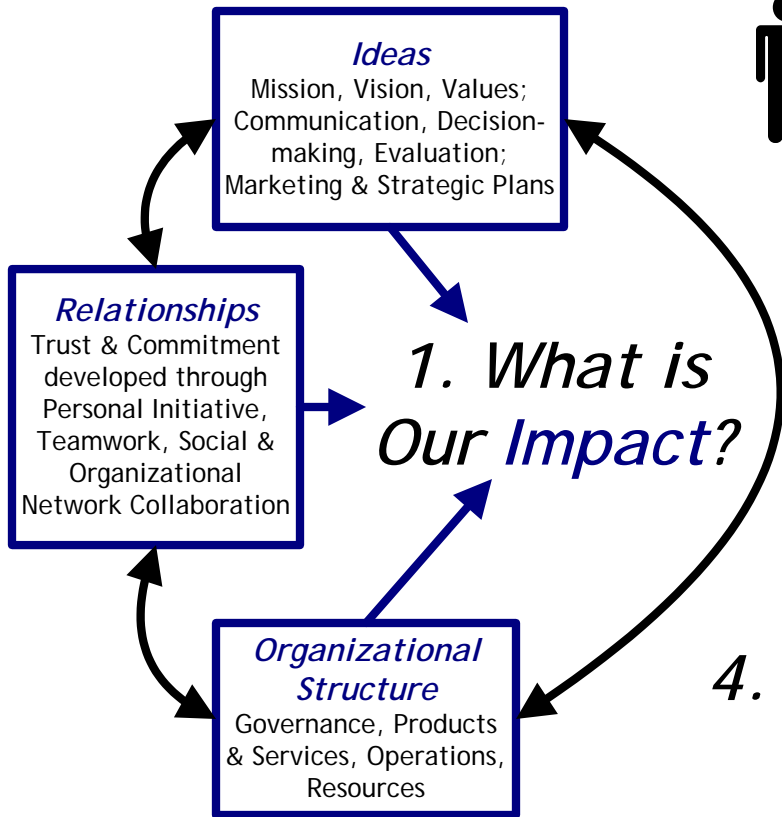 Ideas
Mission, Vision, Values;
Communication, Decision-
making, Evaluation;
Marketing & Strategic Plans
Relationships
Trust & Commitment
developed through
Personal Initiative,
Teamwork, Social &
Organizational
Network Collaboration
1. What is
Our Impact?
Organizational
Structure
Governance, Products
& Services, Operations,
Resources
4.